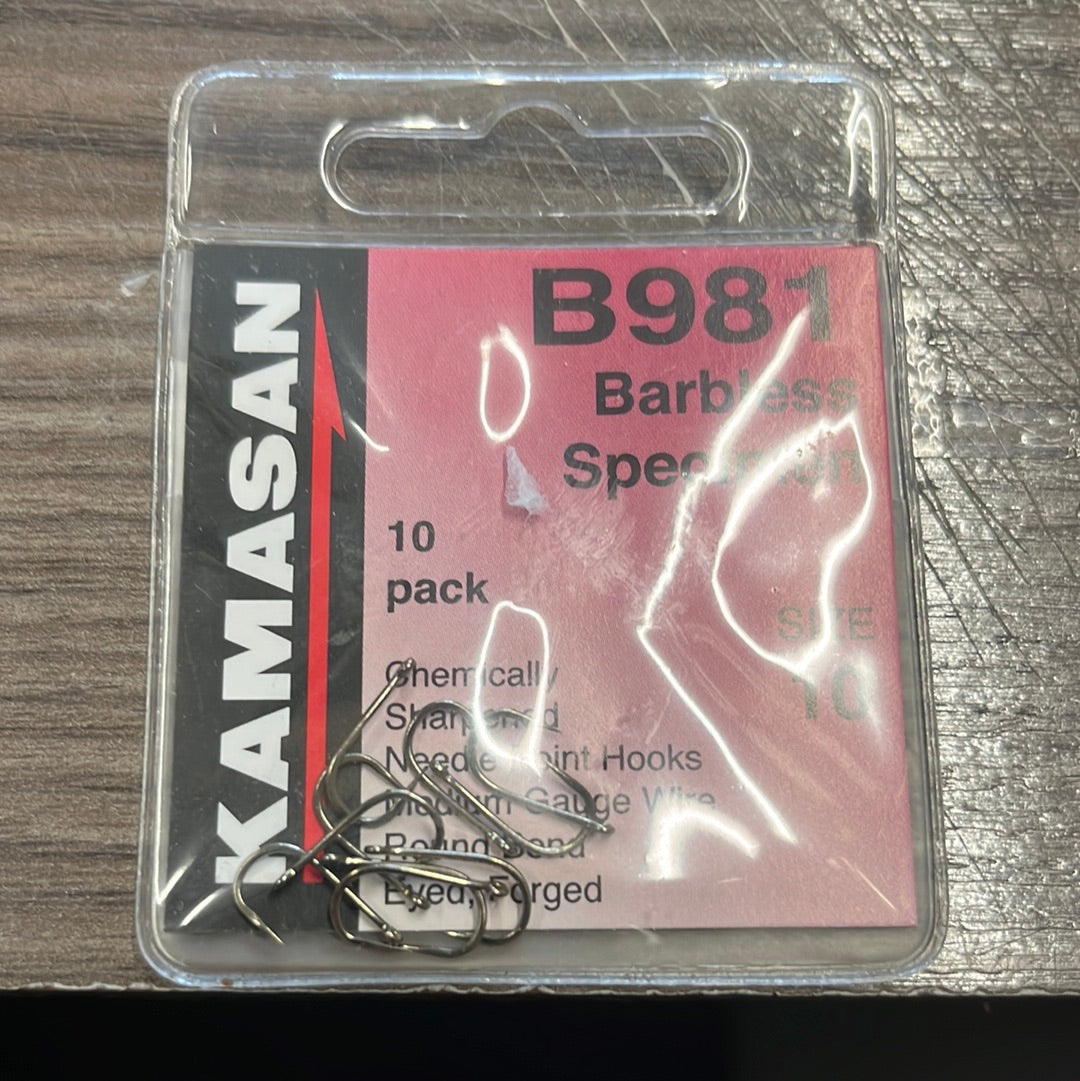 KAMASAN
B981
Barbless
Specimen
10
pack
SIZE
10
Chemically
Sharpened
Needle Point Hooks
Medium Gauge Wire
Round Bend
Eyed, Forged